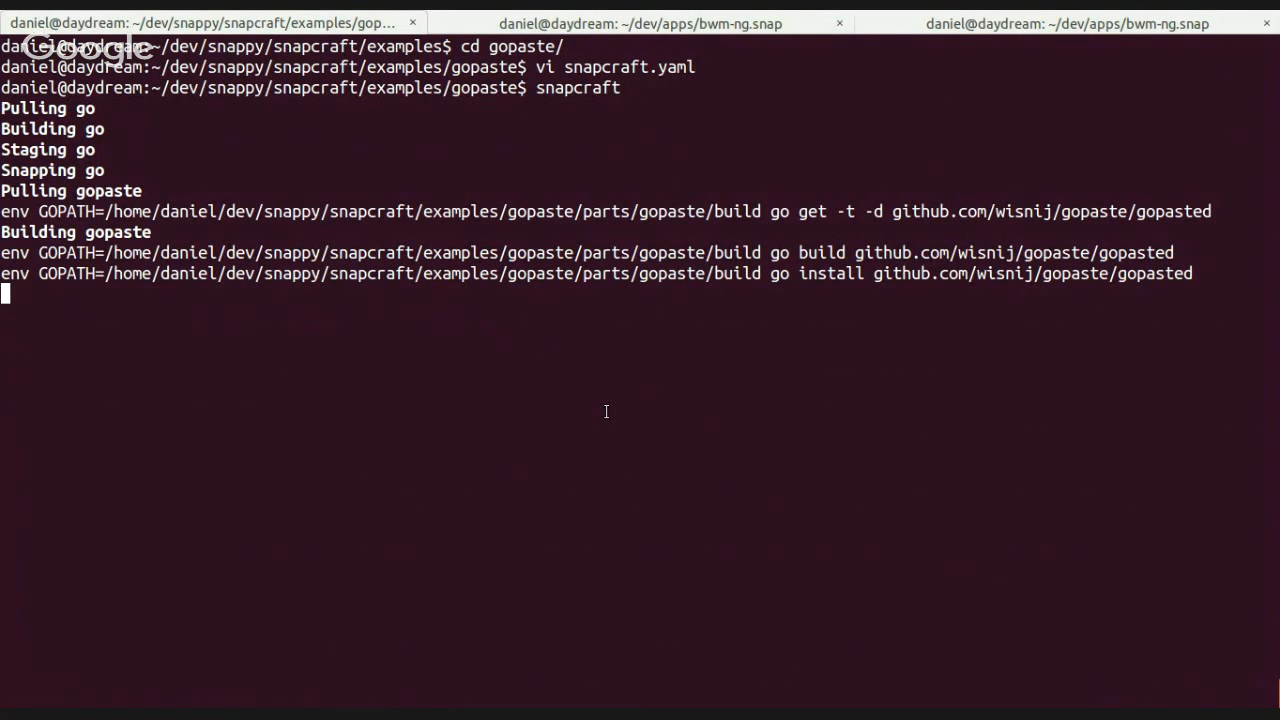 daniel@daydream: ~/dev/snappy/snapcraft/examples/gop... × daniel@daydream: ~/dev/apps/bwm-ng.snap × daniel@daydream: ~/dev/apps/bwm-ng.snap ×
Google
daniel@daydream:~/dev/snappy/snapcraft/examples$ cd gopaste/
daniel@daydream:~/dev/snappy/snapcraft/examples/gopaste$ vi snapcraft.yaml
daniel@daydream:~/dev/snappy/snapcraft/examples/gopaste$ snapcraft
Pulling go
Building go
Staging go
Snapping go
Pulling gopaste
env GOPATH=/home/daniel/dev/snappy/snapcraft/examples/gopaste/parts/gopaste/build go get -t -d github.com/wisnij/gopaste/gopasted
Building gopaste
env GOPATH=/home/daniel/dev/snappy/snapcraft/examples/gopaste/parts/gopaste/build go build github.com/wisnij/gopaste/gopasted
env GOPATH=/home/daniel/dev/snappy/snapcraft/examples/gopaste/parts/gopaste/build go install github.com/wisnij/gopaste/gopasted